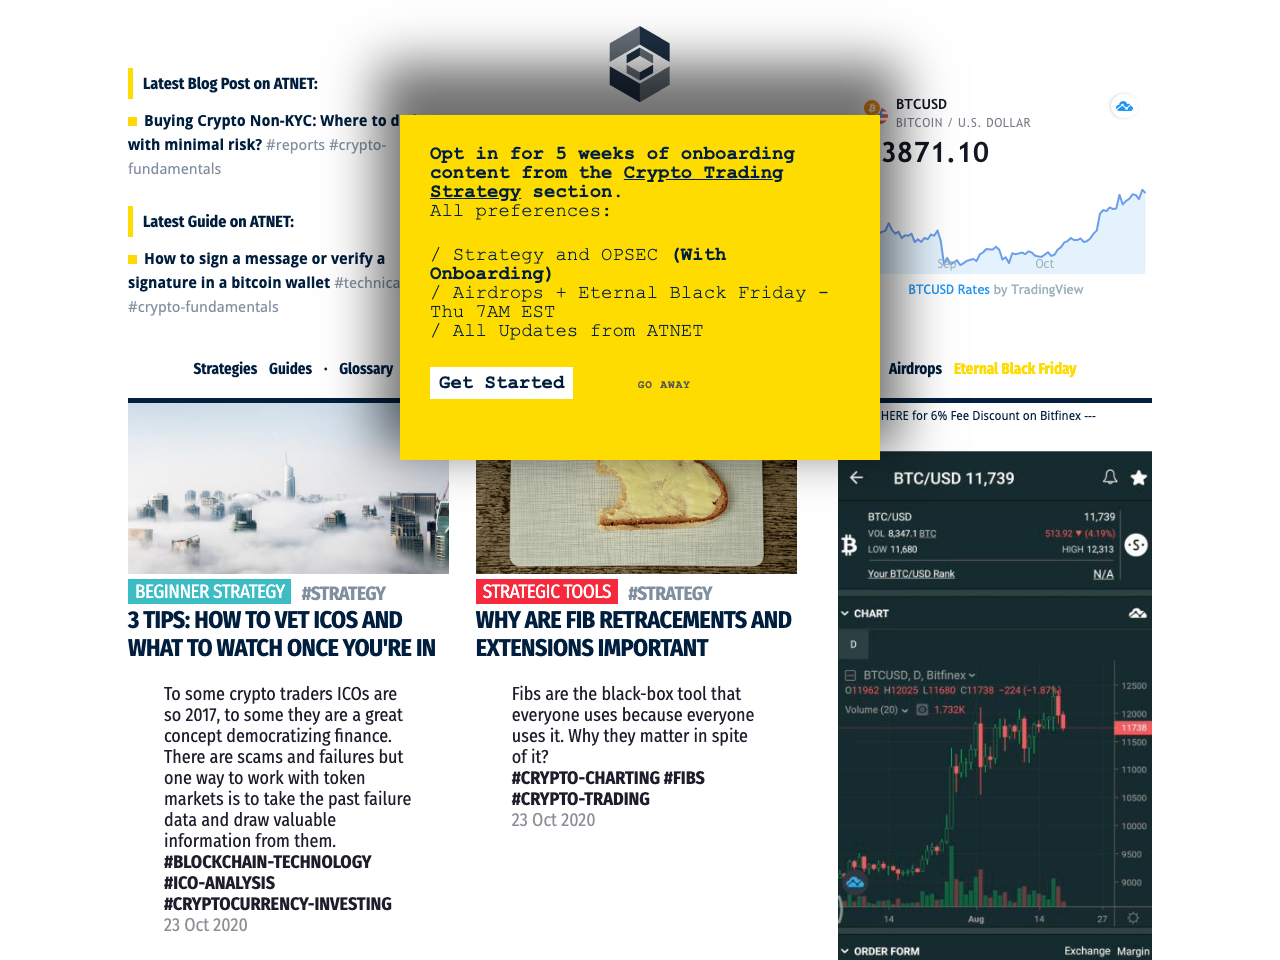 Latest Blog Post on ATNET:
Buying Crypto Non-KYC: Where to d
with minimal risk? #reports #crypto-
fundamentals
Latest Guide on ATNET:
How to sign a message or verify a
signature in a bitcoin wallet #technica
#crypto-fundamentals
Opt in for 5 weeks of onboarding
content from the Crypto Trading
Strategy section.
All preferences:
/ Strategy and OPSEC (With
Onboarding)
/ Airdrops + Eternal Black Friday -
Thu 7AM EST
/ All Updates from ATNET
Get Started
GO AWAY
BTCUSD
BITCOIN / U.S. DOLLAR
3871.10
Sep
Oct
BTCUSD Rates by TradingView
Strategies Guides · Glossary
Airdrops Eternal Black Friday
HERE for 6% Fee Discount on Bitfinex ---
BEGINNER STRATEGY #STRATEGY
3 TIPS: HOW TO VET ICOS AND
WHAT TO WATCH ONCE YOU'RE IN
To some crypto traders ICOs are
so 2017, to some they are a great
concept democratizing finance.
There are scams and failures but
one way to work with token
markets is to take the past failure
data and draw valuable
information from them.
#BLOCKCHAIN-TECHNOLOGY
#ICO-ANALYSIS
#CRYPTOCURRENCY-INVESTING
23 Oct 2020
STRATEGIC TOOLS #STRATEGY
WHY ARE FIB RETRACEMENTS AND
EXTENSIONS IMPORTANT
Fibs are the black-box tool that
everyone uses because everyone
uses it. Why they matter in spite
of it?
#CRYPTO-CHARTING #FIBS
#CRYPTO-TRADING
23 Oct 2020
BTC/USD 11,739
BTC/USD 11,739
VOL 8,347.1 BTC 513.92 ▼ (4.19%)
LOW 11,680 HIGH 12,313
Your BTC/USD Rank N/A
CHART
D
BTCUSD, D, Bitfinex
O11962 H12025 L11680 C11738 −224 (−1.87%)
Volume (20) 1.732K
12500
12000
11738
11500
11000
10500
10000
9500
9000
14 Aug 14 27
ORDER FORM Exchange Margin